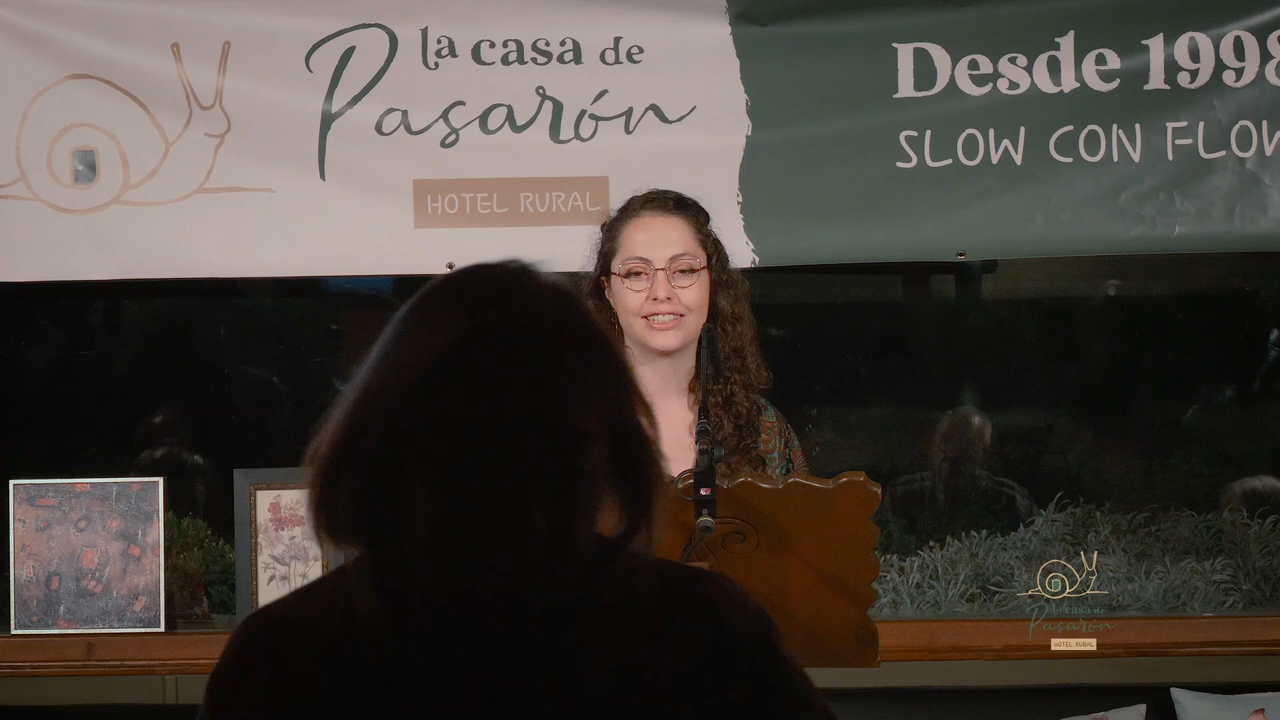 la casa de
Pasarón
HOTEL RURAL
Desde 1998
SLOW CON FLOW
la casa de
Pasarón
HOTEL RURAL